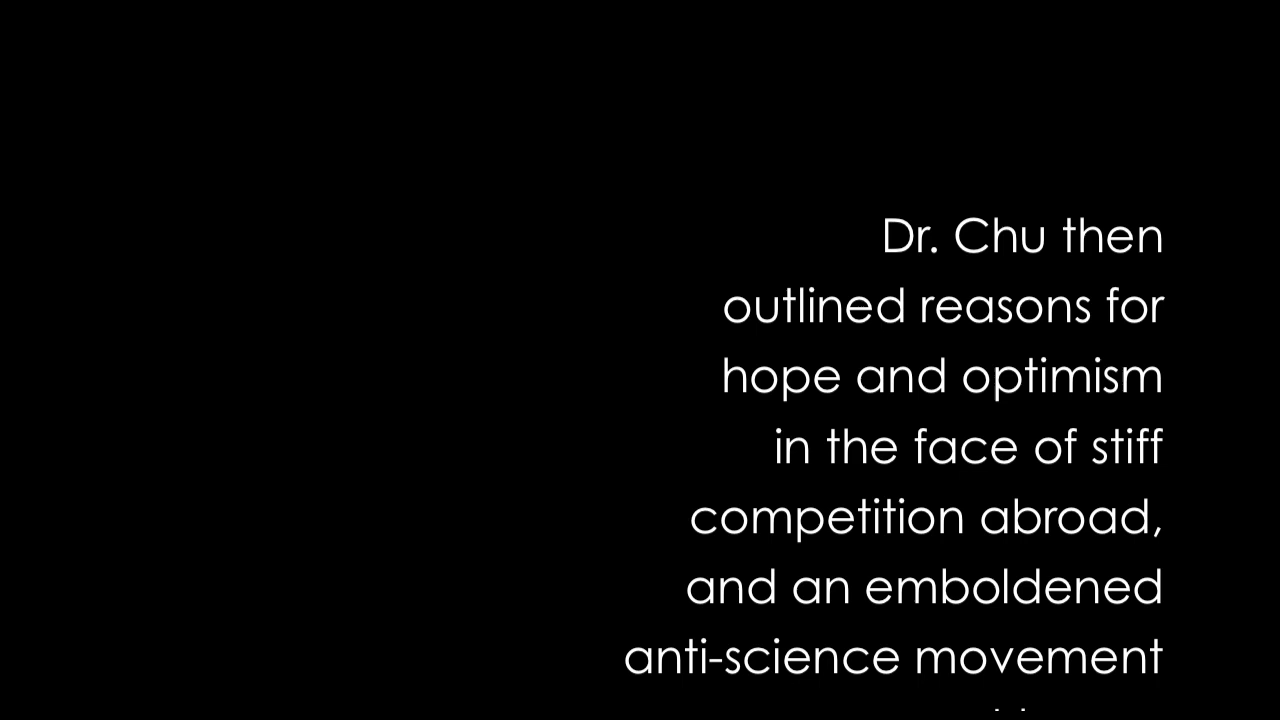 Dr. Chu then
outlined reasons for
hope and optimism
in the face of stiff
competition abroad,
and an emboldened
anti-science movement